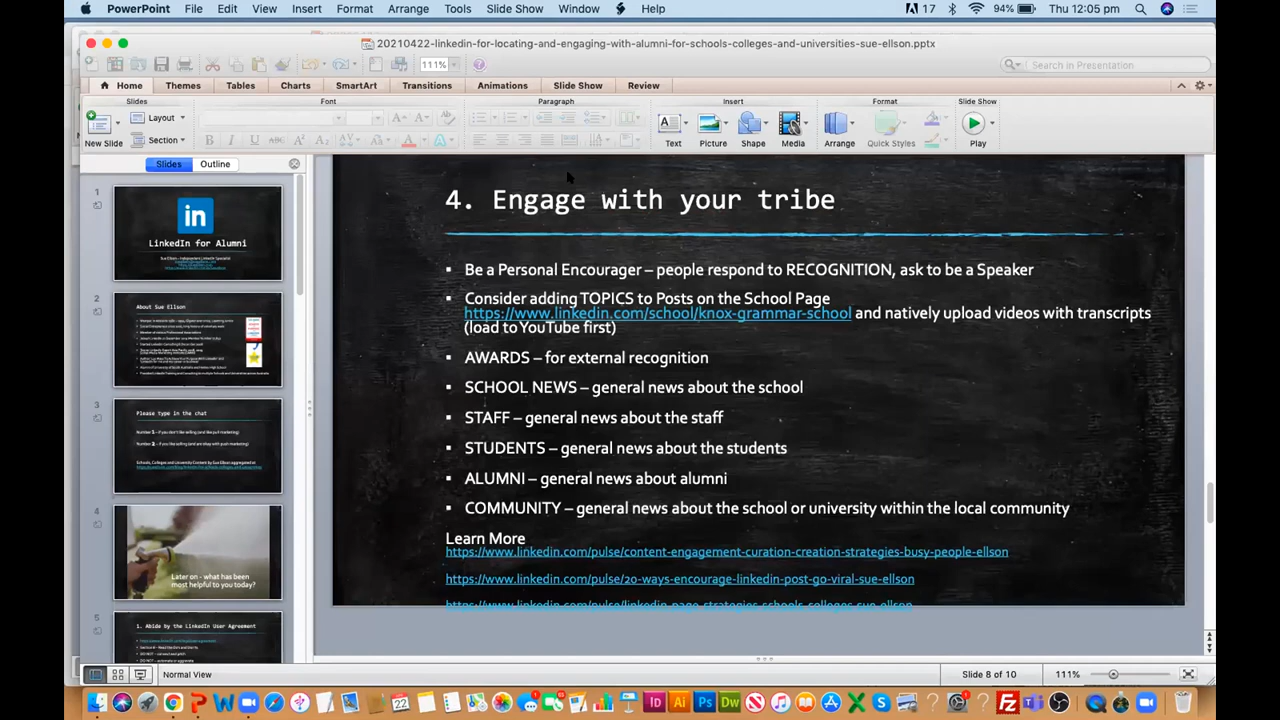 PowerPoint File Edit View Insert Format Arrange Tools Slide Show Window Help 17 94% Thu 12:05 pm
20210422-linkedin-for-locating-and-engaging-with-alumni-for-schools-colleges-and-universities-sue-ellson.pptx
111% Search in Presentation
Home Themes Tables Charts SmartArt Transitions Animations Slide Show Review
Slides Font Paragraph Insert Format Slide Show
Layout
Section
New Slide Text Picture Shape Media Arrange Quick Styles Play
Slides Outline
1
in
LinkedIn for Alumni
2
About Sue Ellson
3
Please type in the chat
4
Later on - what has been
most helpful to you today?
5
1. Abide by the LinkedIn User Agreement
4. Engage with your tribe
Be a Personal Encourager – people respond to RECOGNITION, ask to be a Speaker
▪ Consider adding TOPICS to Posts on the School Page
https://www.linkedin.com/school/knox-grammar-school and natively upload videos with transcripts
(load to YouTube first)
▪ AWARDS – for external recognition
▪ SCHOOL NEWS – general news about the school
▪ STAFF – general news about the staff
▪ STUDENTS – general news about the students
▪ ALUMNI – general news about alumni
▪ COMMUNITY – general news about the school or university within the local community
Learn More
https://www.linkedin.com/pulse/content-engagement-curation-creation-strategies-busy-people-ellson
https://www.linkedin.com/pulse/20-ways-encourage-linkedin-post-go-viral-sue-ellson
https://www.linkedin.com/pulse/linkedin-page-strategies-schools-colleges-sue-ellson
Normal View Slide 8 of 10 111%